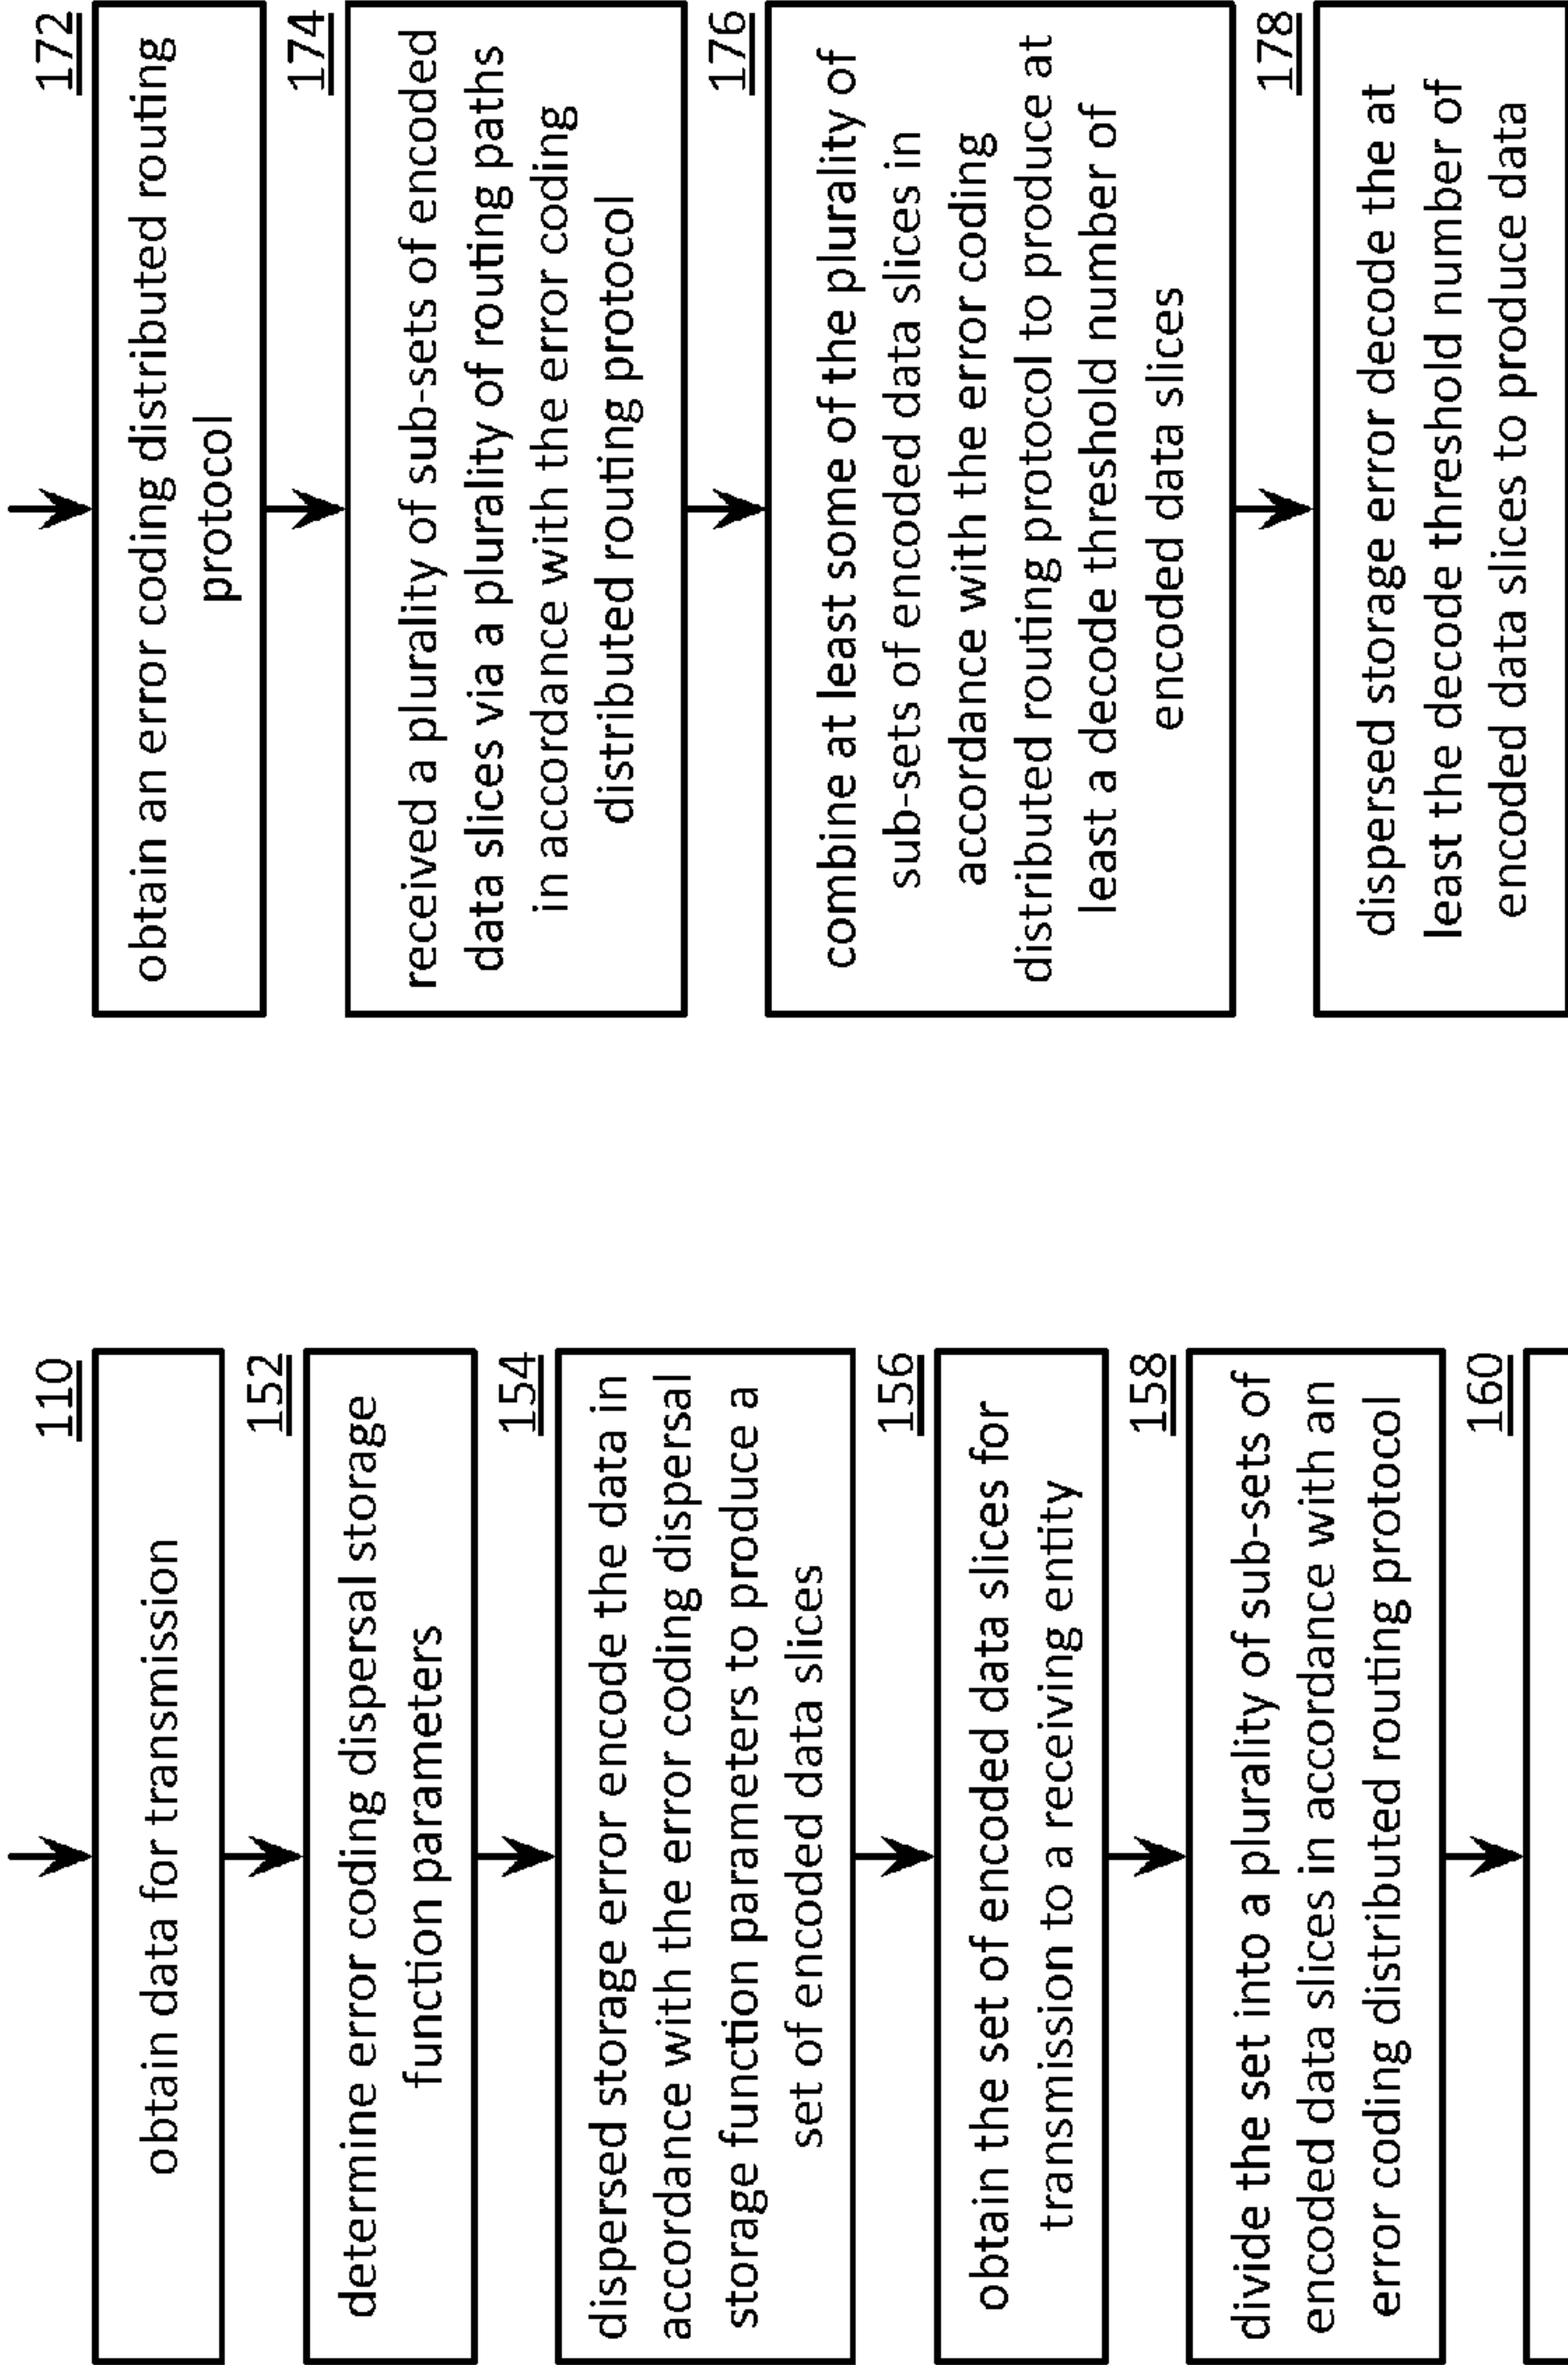 110
obtain data for transmission
152
determine error coding dispersal storage
function parameters
154
dispersed storage error encode the data in
accordance with the error coding dispersal
storage function parameters to produce a
set of encoded data slices
156
obtain the set of encoded data slices for
transmission to a receiving entity
158
divide the set into a plurality of sub-sets of
encoded data slices in accordance with an
error coding distributed routing protocol
160
172
obtain an error coding distributed routing
protocol
174
received a plurality of sub-sets of encoded
data slices via a plurality of routing paths
in accordance with the error coding
distributed routing protocol
176
combine at least some of the plurality of
sub-sets of encoded data slices in
accordance with the error coding
distributed routing protocol to produce at
least a decode threshold number of
encoded data slices
178
dispersed storage error decode the at
least the decode threshold number of
encoded data slices to produce data